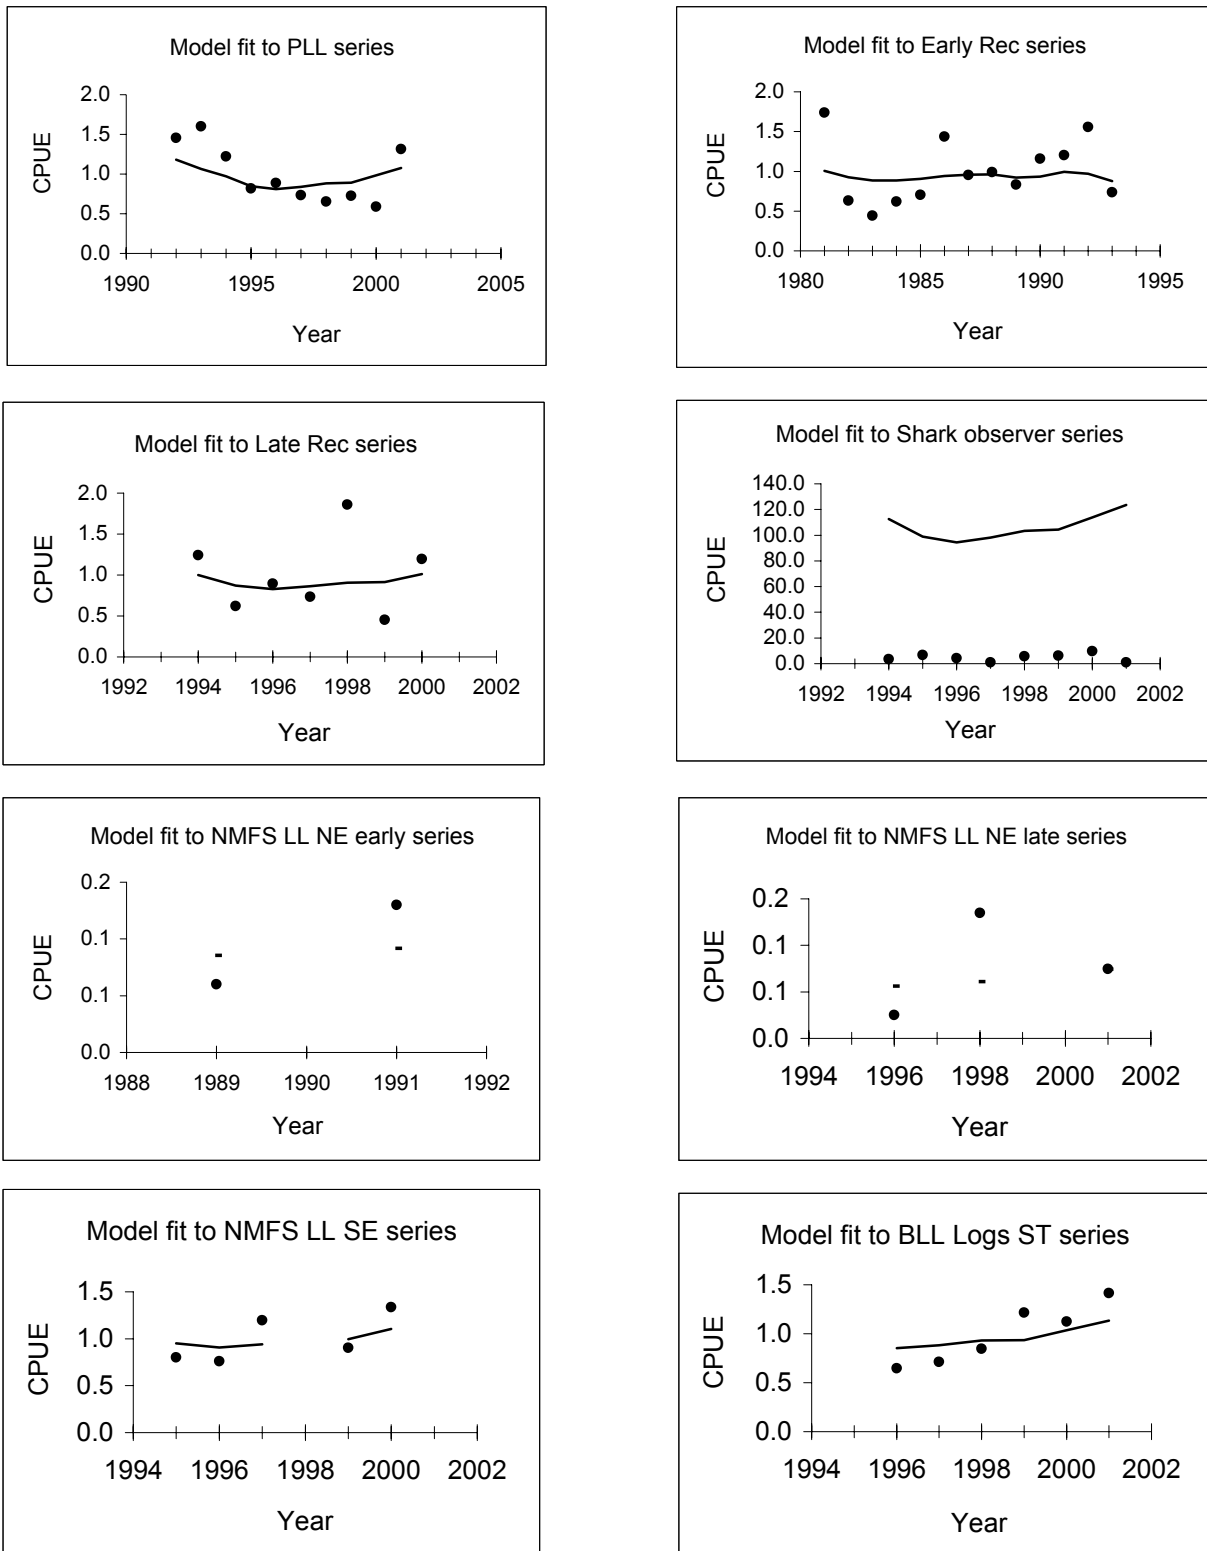 Model fit to PLL series
2.0
1.5
1.0
0.5
0.0
CPUE
1990 1995 2000 2005
Year
Model fit to Early Rec series
2.0
1.5
1.0
0.5
0.0
CPUE
1980 1985 1990 1995
Year
Model fit to Late Rec series
2.0
1.5
1.0
0.5
0.0
CPUE
1992 1994 1996 1998 2000 2002
Year
Model fit to Shark observer series
140.0
120.0
100.0
80.0
60.0
40.0
20.0
0.0
CPUE
1992 1994 1996 1998 2000 2002
Year
Model fit to NMFS LL NE early series
0.2
0.1
0.1
0.0
CPUE
1988 1989 1990 1991 1992
Year
Model fit to NMFS LL NE late series
0.2
0.1
0.1
0.0
CPUE
1994 1996 1998 2000 2002
Year
Model fit to NMFS LL SE series
1.5
1.0
0.5
0.0
CPUE
1994 1996 1998 2000 2002
Year
Model fit to BLL Logs ST series
1.5
1.0
0.5
0.0
CPUE
1994 1996 1998 2000 2002
Year